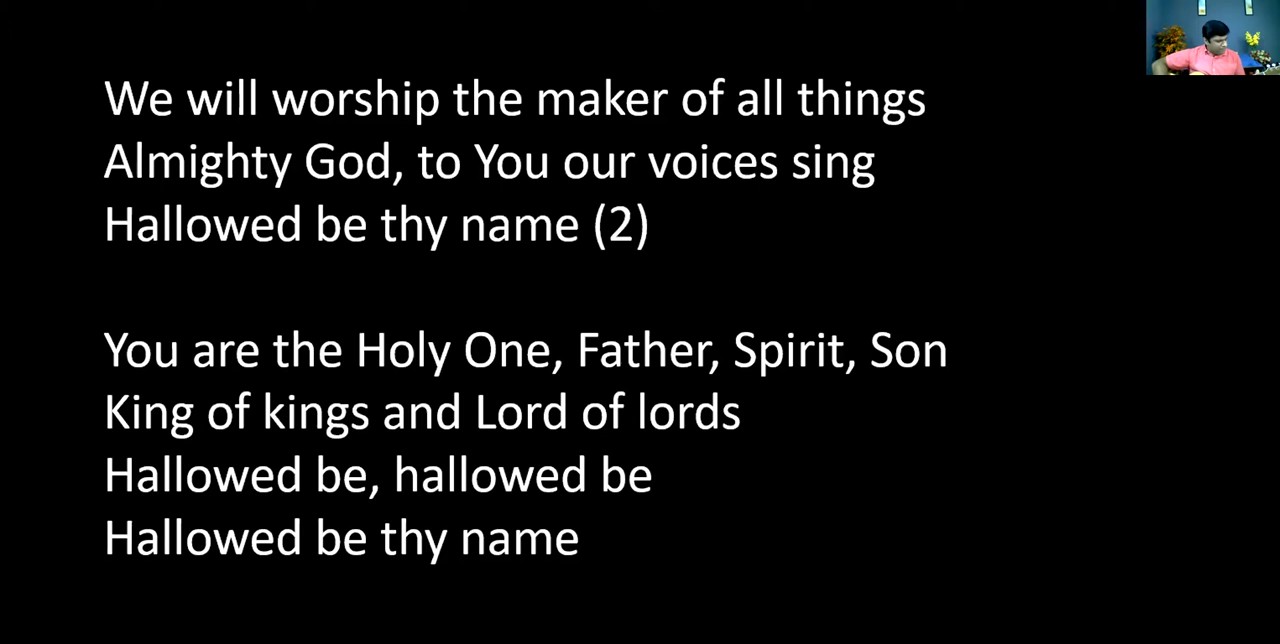 We will worship the maker of all things
Almighty God, to You our voices sing
Hallowed be thy name (2)
You are the Holy One, Father, Spirit, Son
King of kings and Lord of lords
Hallowed be, hallowed be
Hallowed be thy name